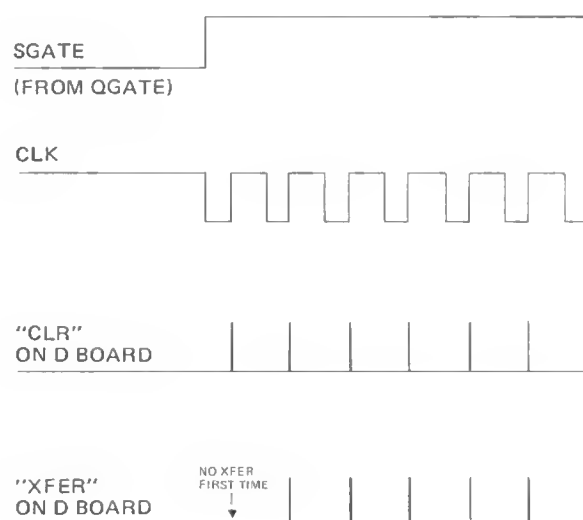 SGATE
(FROM QGATE)
CLK
"CLR"
ON D BOARD
"XFER"
ON D BOARD
NO XFER
FIRST TIME